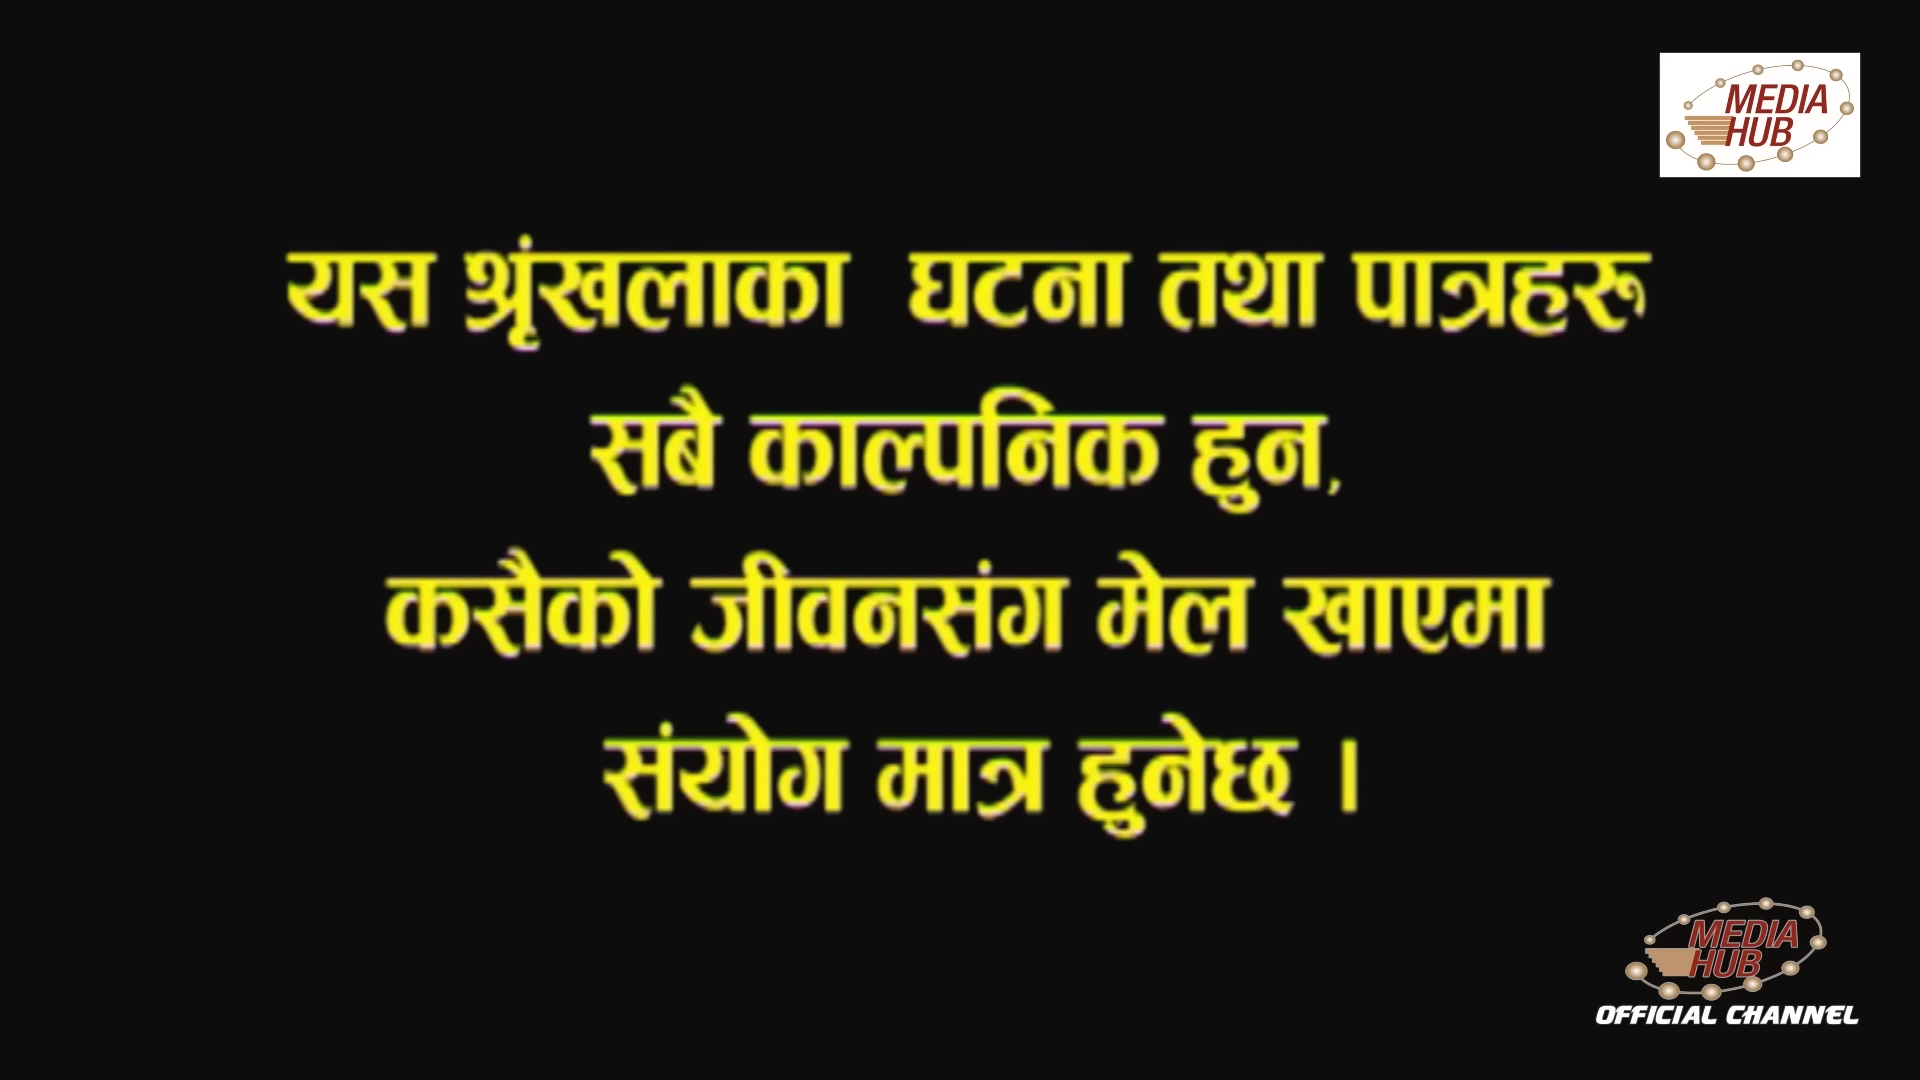 MEDIA
HUB
यस श्रृंखलाका घटना तथा पात्रहरू
सबै काल्पनिक हुन,
कसैको जीवनसंग मेल खाएमा
संयोग मात्र हुनेछ ।
MEDIA
HUB
OFFICIAL CHANNEL